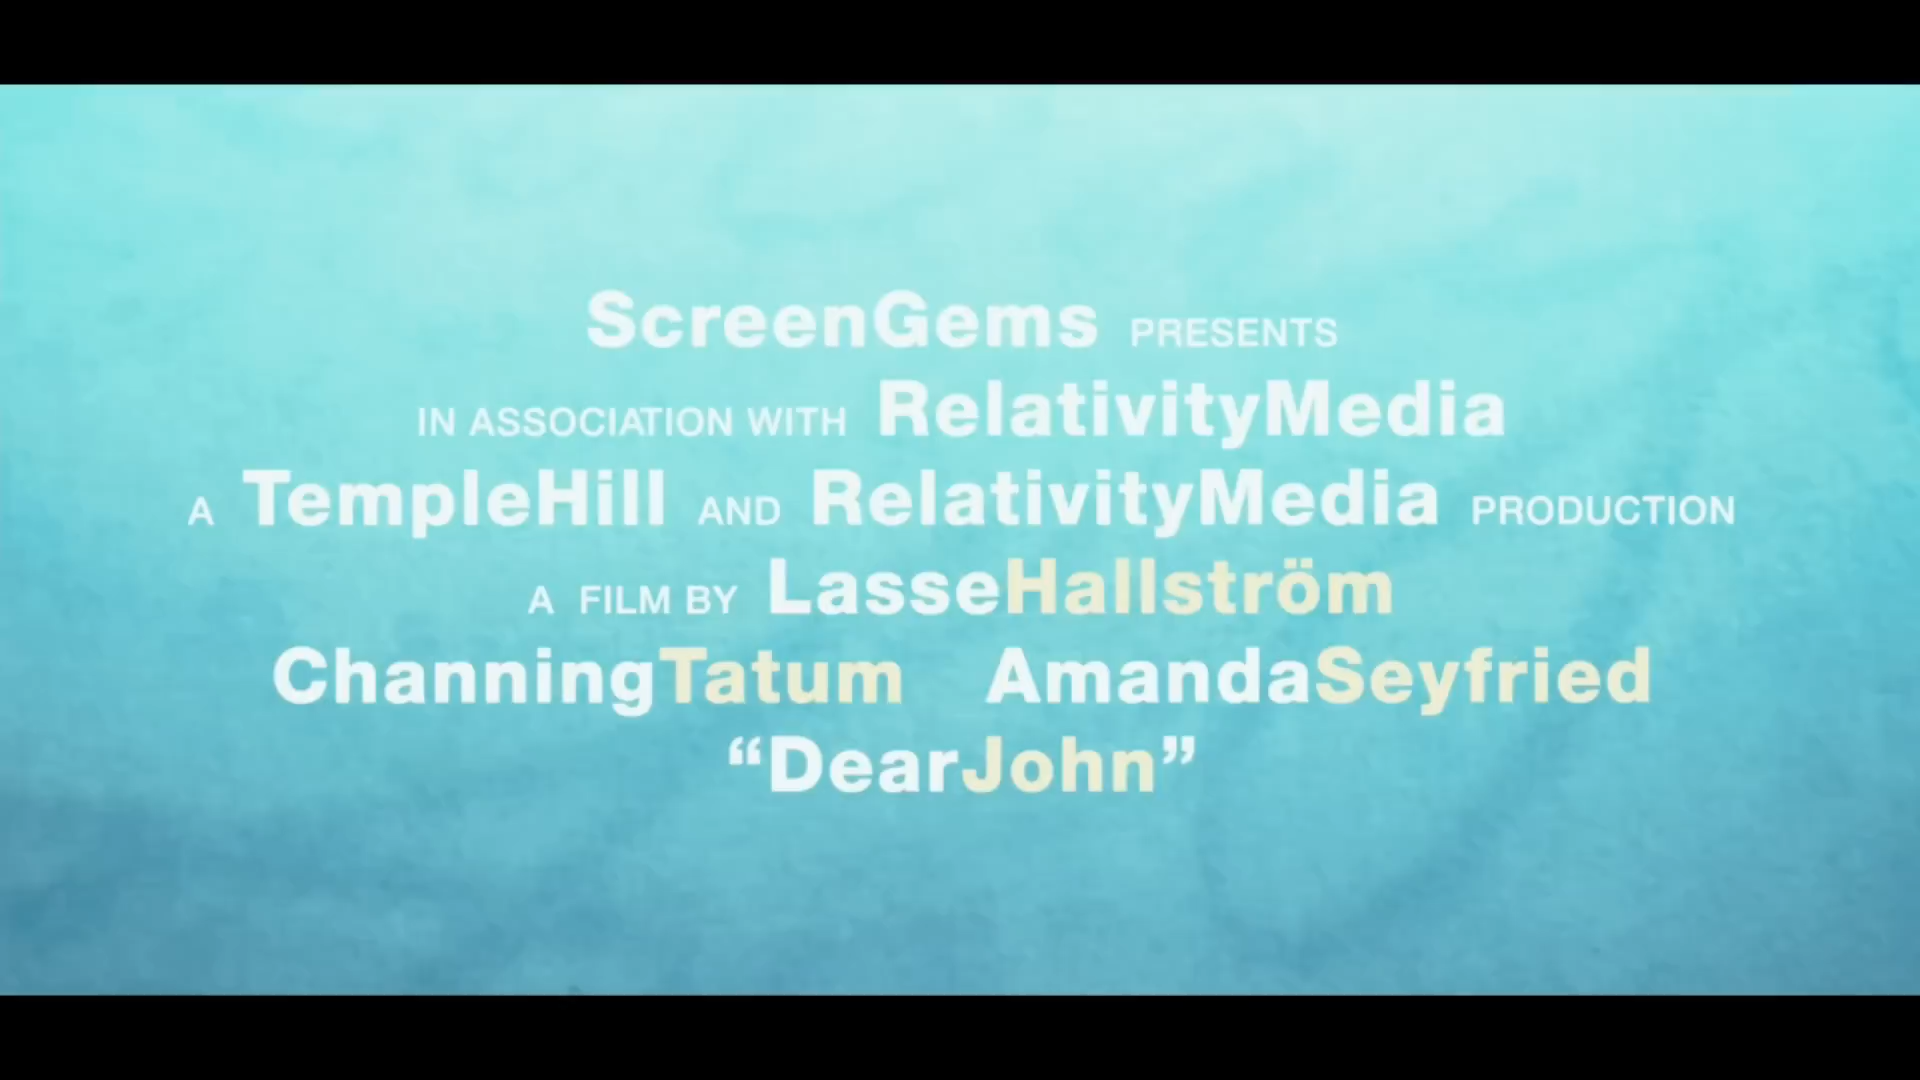 ScreenGems PRESENTS
IN ASSOCIATION WITH RelativityMedia
A TempleHill AND RelativityMedia PRODUCTION
A FILM BY LasseHallström
ChanningTatum AmandaSeyfried
“DearJohn”